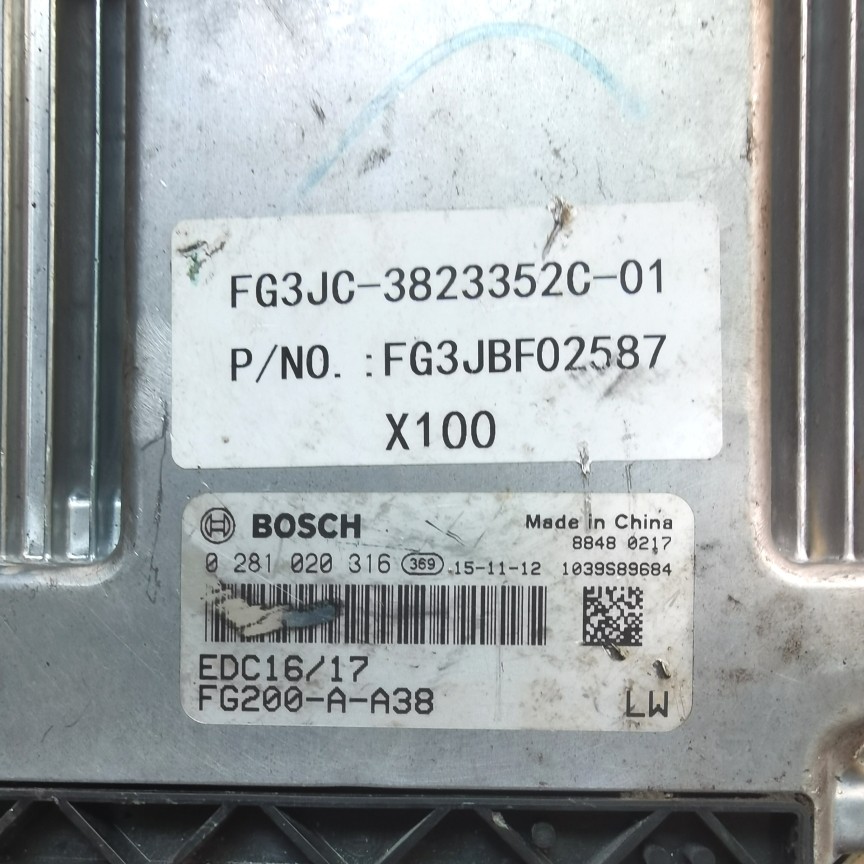 FG3JC-3823352C-01
P/NO. :FG3JBF02587
X100
BOSCH Made in China
8848 0217
0 281 020 316 369 .15-11-12 1039S89684
EDC16/17
FG200-A-A38 LW